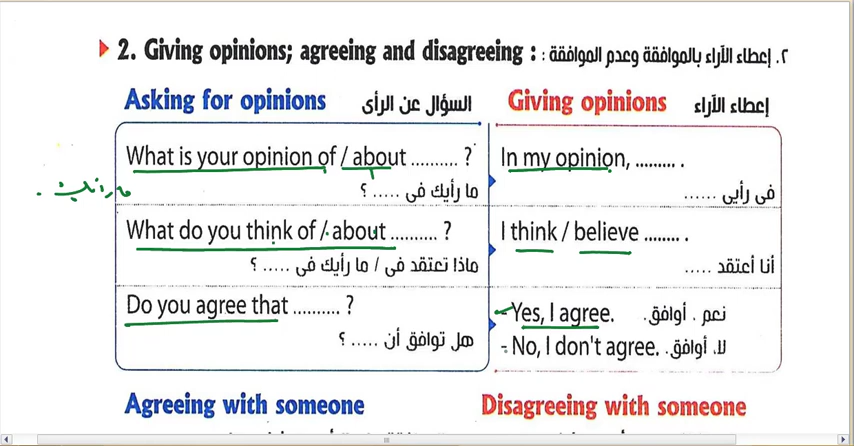 2. Giving opinions; agreeing and disagreeing : ٢. إعطاء الآراء بالموافقة وعدم الموافقة :
Asking for opinions السؤال عن الرأى
Giving opinions إعطاء الآراء
What is your opinion of / about .......... ?
ما رأيك فى ..... ؟
In my opinion, ......... .
فى رأيى ......
What do you think of / about .......... ?
ماذا تعتقد فى / ما رأيك فى ..... ؟
I think / believe ........ .
أنا أعتقد .....
Do you agree that .......... ?
هل توافق أن ..... ؟
- Yes, I agree. نعم . أوافق.
- No, I don't agree. لا، أوافق.
Agreeing with someone
Disagreeing with someone